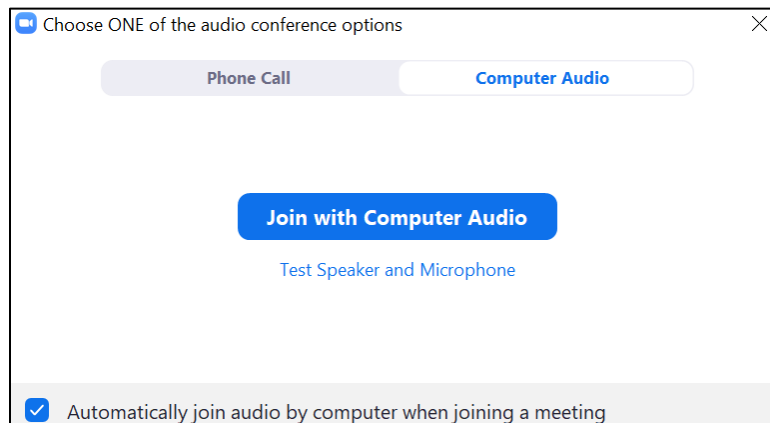 Choose ONE of the audio conference options
Phone Call Computer Audio
Join with Computer Audio
Test Speaker and Microphone
Automatically join audio by computer when joining a meeting